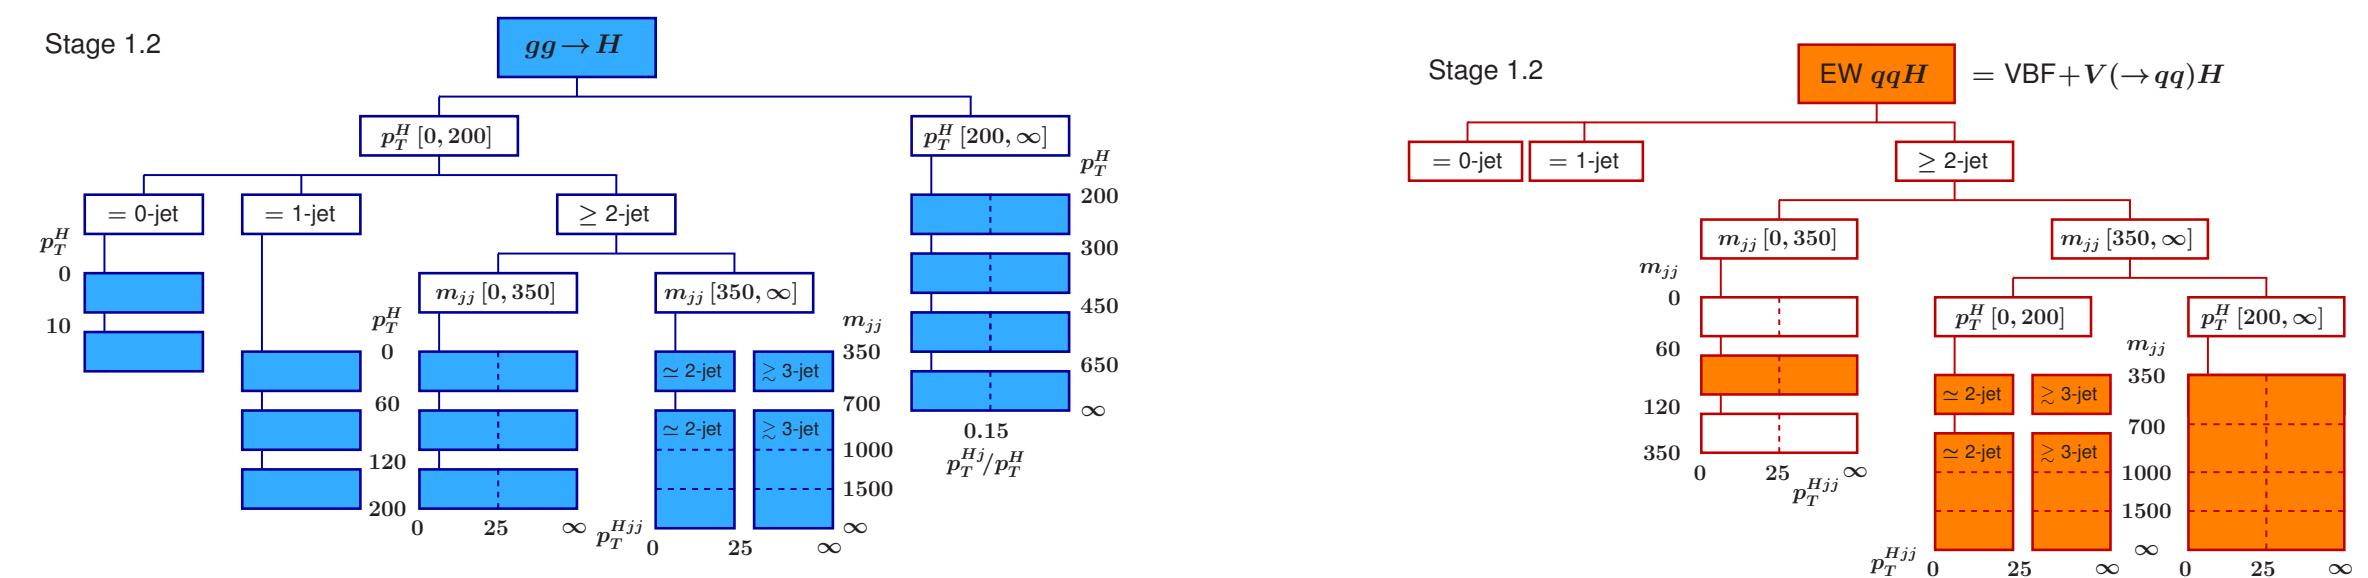 Stage 1.2
gg → H
p_T^H [0, 200]
p_T^H [200, ∞]
= 0-jet
= 1-jet
≥ 2-jet
p_T^H
0
10
m_jj [0, 350]
m_jj [350, ∞]
p_T^H
0
60
120
200
0 25 ∞
p_T^Hjj
≃ 2-jet
≳ 3-jet
≃ 2-jet
≳ 3-jet
m_jj
350
700
1000
1500
∞
0 25 ∞
p_T^H
200
300
450
650
∞
0.15
p_T^Hj/p_T^H
Stage 1.2
EW qqH
= VBF+V(→qq)H
= 0-jet
= 1-jet
≥ 2-jet
m_jj [0, 350]
m_jj [350, ∞]
m_jj
0
60
120
350
0 25 ∞
p_T^Hjj
p_T^H [0, 200]
p_T^H [200, ∞]
≃ 2-jet
≳ 3-jet
≃ 2-jet
≳ 3-jet
m_jj
350
700
1000
1500
∞
p_T^Hjj
0 25 ∞
0 25 ∞